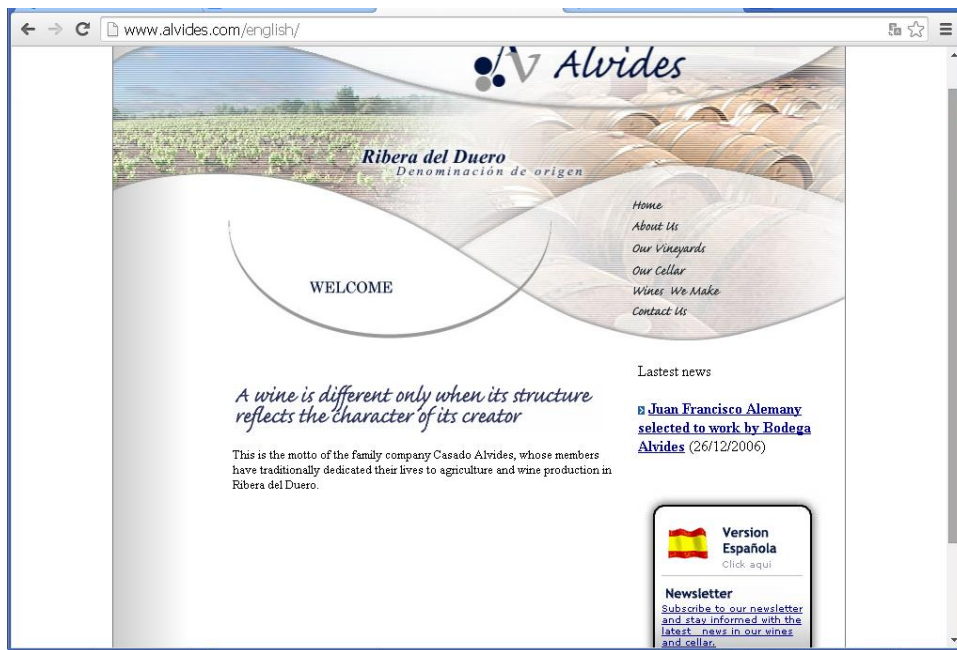 www.alvides.com/english/
Alvides
Ribera del Duero
Denominación de origen
Home
About Us
Our Vineyards
Our Cellar
Wines We Make
Contact Us
WELCOME
Lastest news
Juan Francisco Alemany
selected to work by Bodega
Alvides (26/12/2006)
A wine is different only when its structure
reflects the character of its creator
This is the motto of the family company Casado Alvides, whose members
have traditionally dedicated their lives to agriculture and wine production in
Ribera del Duero.
Version
Española
Click aqui
Newsletter
Subscribe to our newsletter
and stay informed with the
latest news in our wines
and cellar.